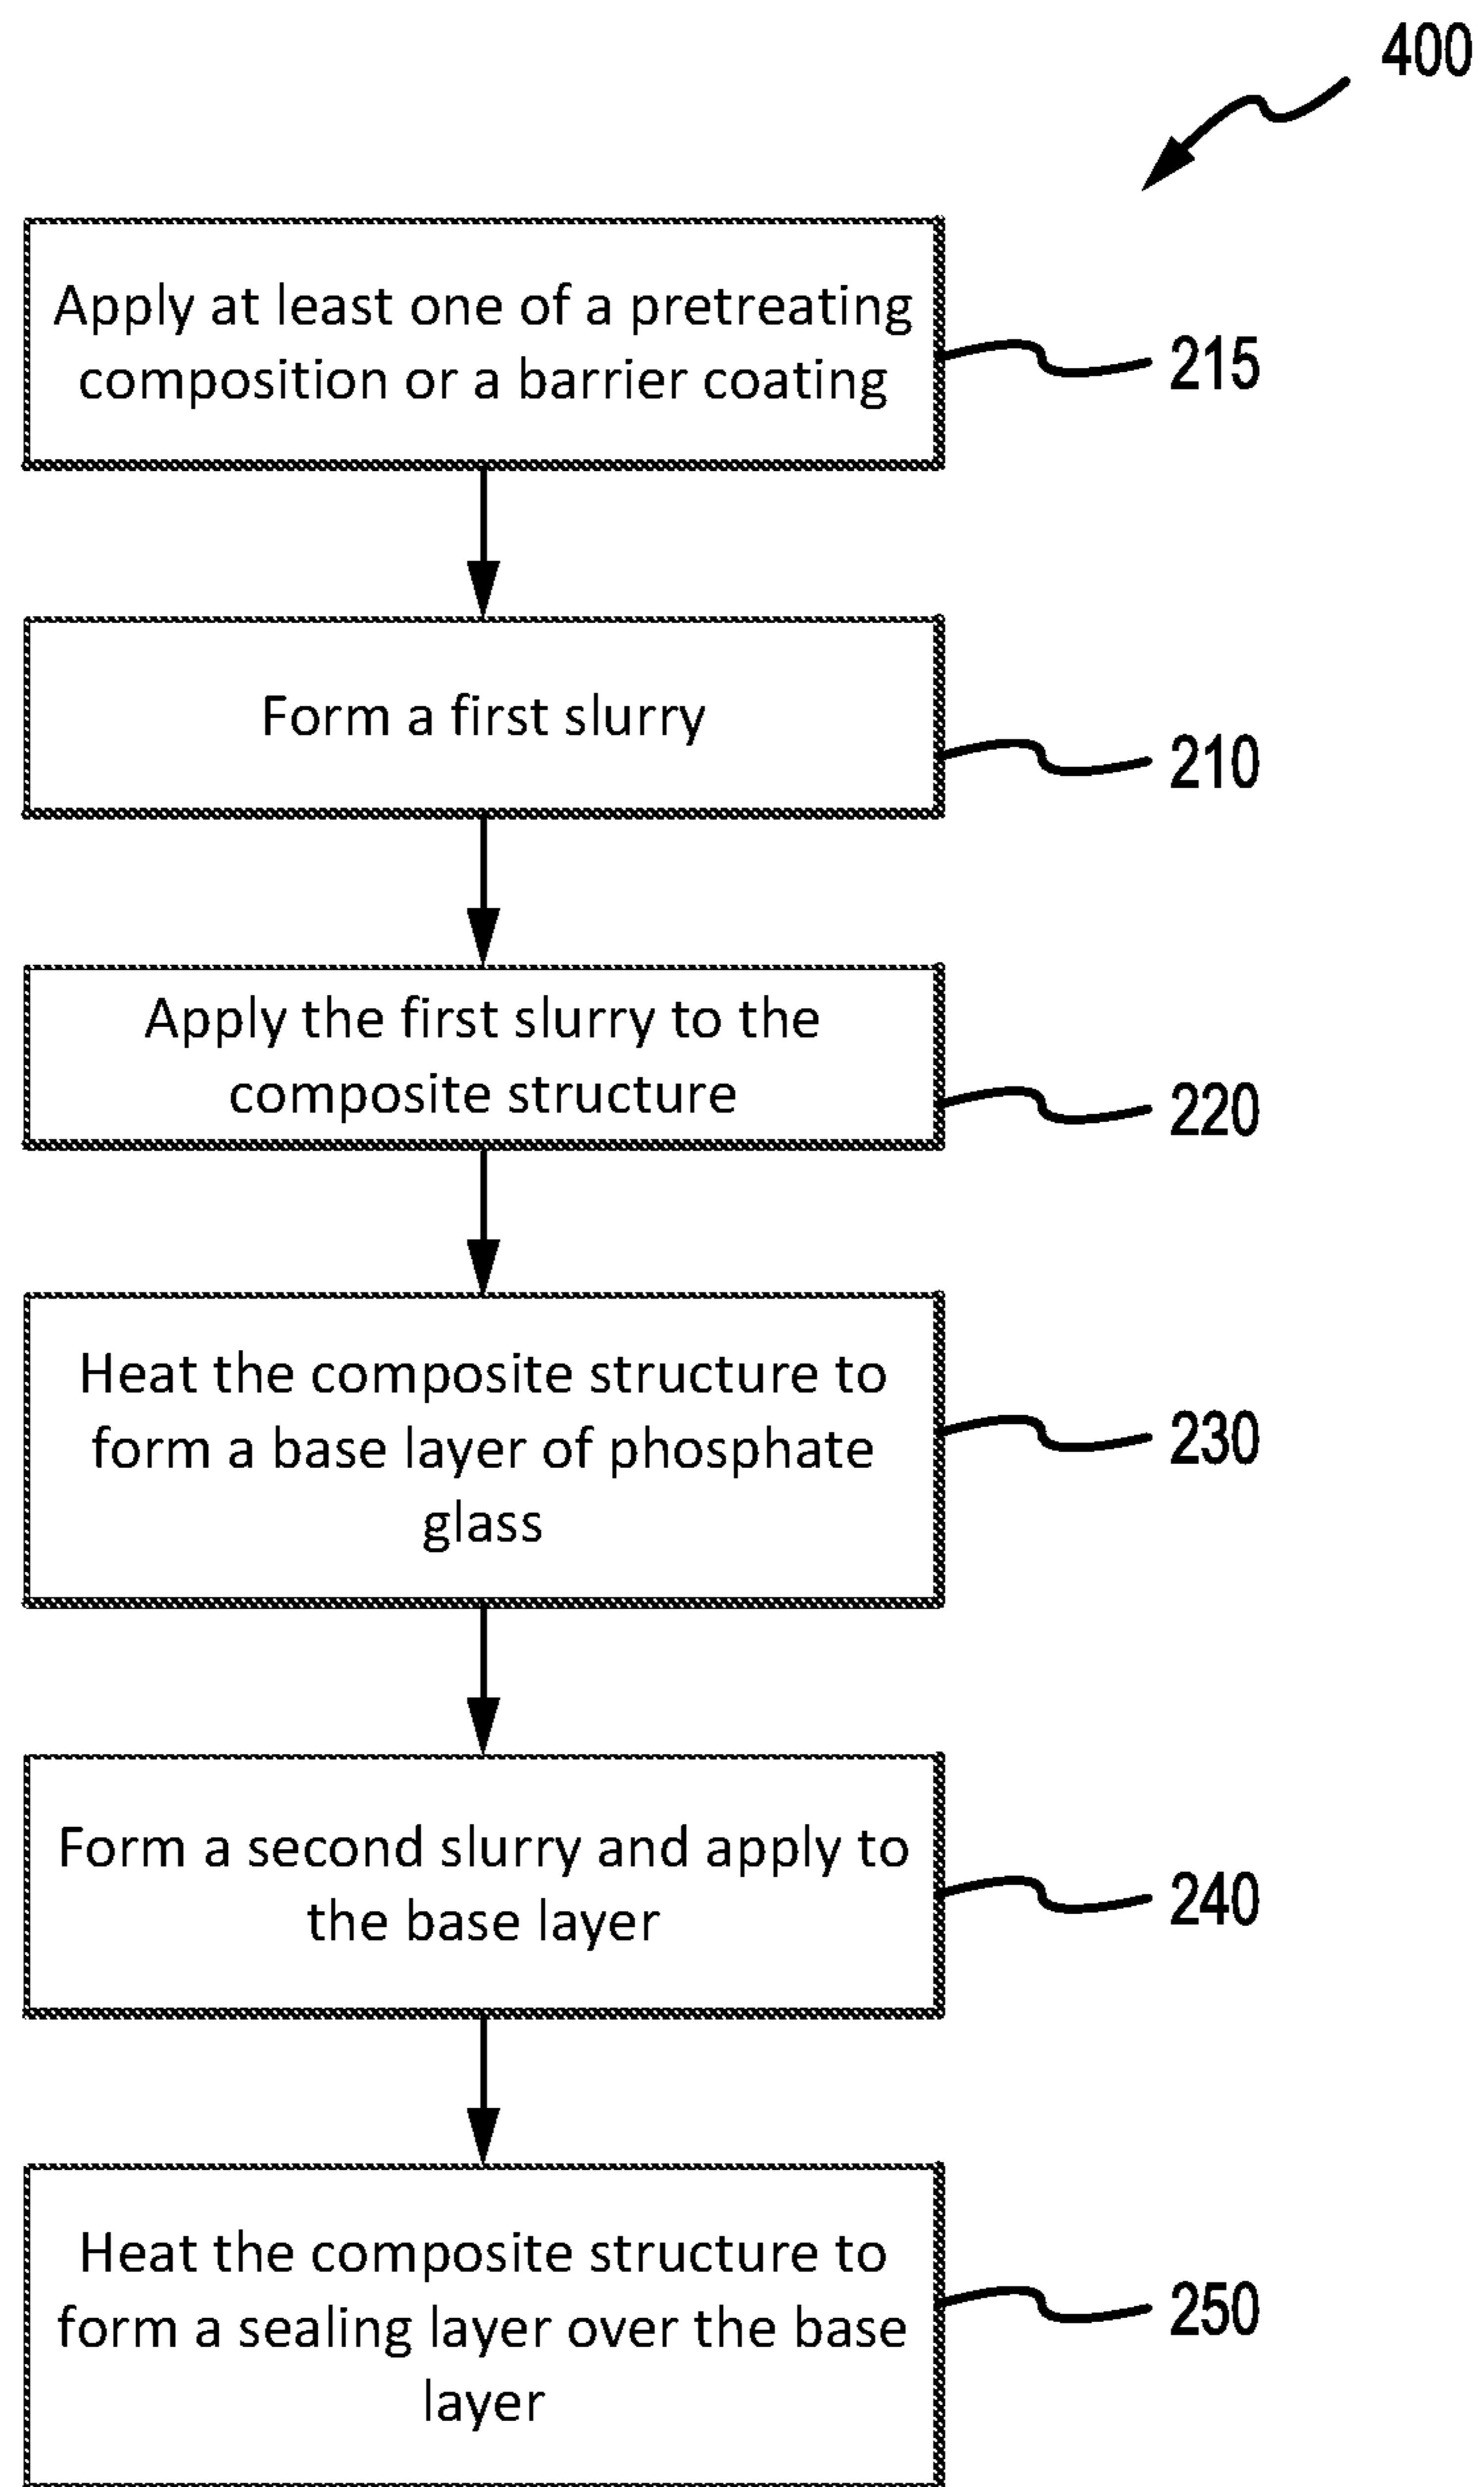 400
Apply at least one of a pretreating
composition or a barrier coating
215
Form a first slurry
210
Apply the first slurry to the
composite structure
220
Heat the composite structure to
form a base layer of phosphate
glass
230
Form a second slurry and apply to
the base layer
240
Heat the composite structure to
form a sealing layer over the base
layer
250